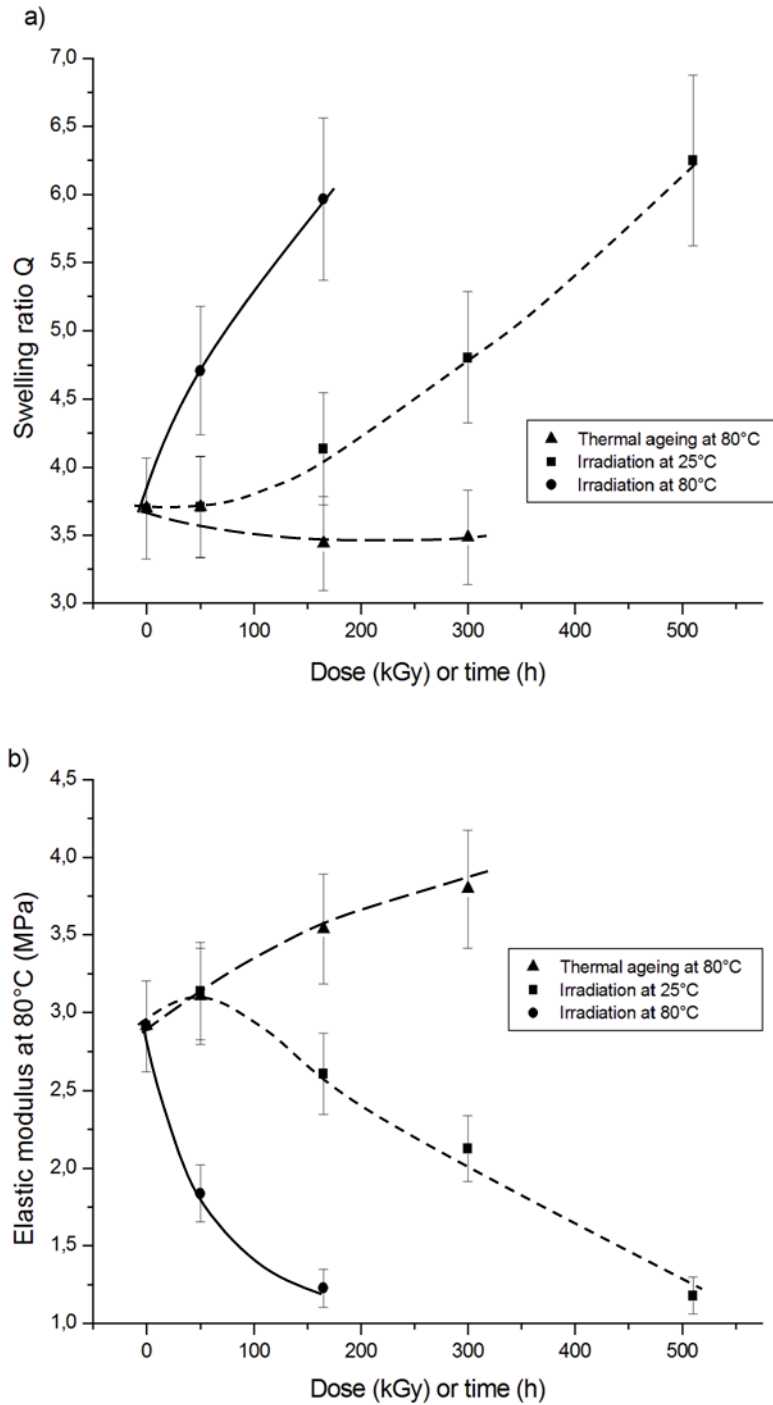 a)
7,0
6,5
6,0
5,5
5,0
4,5
4,0
3,5
3,0
Swelling ratio Q
Thermal ageing at 80°C
Irradiation at 25°C
Irradiation at 80°C
0 100 200 300 400 500
Dose (kGy) or time (h)
b)
4,5
4,0
3,5
3,0
2,5
2,0
1,5
1,0
Elastic modulus at 80°C (MPa)
Thermal ageing at 80°C
Irradiation at 25°C
Irradiation at 80°C
0 100 200 300 400 500
Dose (kGy) or time (h)